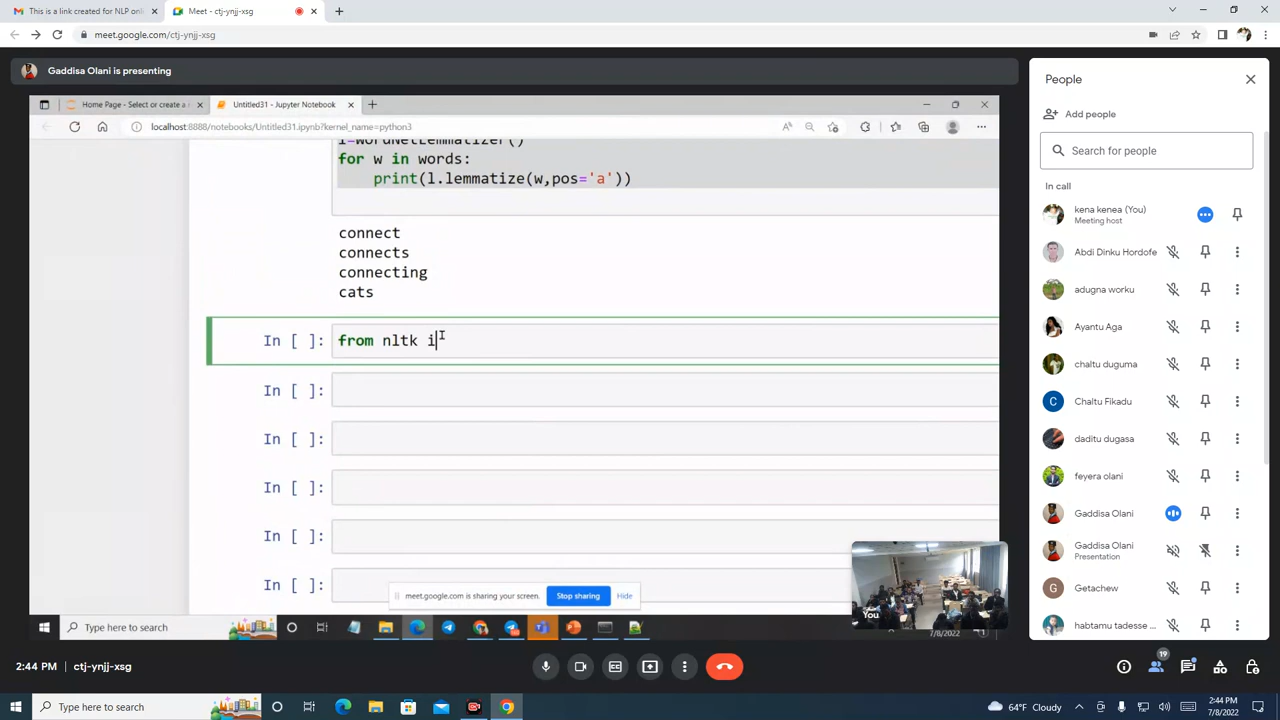 This is a link created for NLP onl
Meet - ctj-ynjj-xsg
meet.google.com/ctj-ynjj-xsg
Gaddisa Olani is presenting
Home Page - Select or create a
Untitled31 - Jupyter Notebook
localhost:8888/notebooks/Untitled31.ipynb?kernel_name=python3
l=WordNetLemmatizer()
for w in words:
print(l.lemmatize(w,pos='a'))
connect
connects
connecting
cats
In [ ]: from nltk i
In [ ]:
In [ ]:
In [ ]:
In [ ]:
In [ ]:
meet.google.com is sharing your screen.
Stop sharing
Hide
You
Type here to search
7/8/2022
People
Add people
Search for people
In call
kena kenea (You)
Meeting host
Abdi Dinku Hordofe
adugna worku
Ayantu Aga
chaltu duguma
C
Chaltu Fikadu
daditu dugasa
feyera olani
Gaddisa Olani
Gaddisa Olani
Presentation
G
Getachew
habtamu tadesse ...
2:44 PM | ctj-ynjj-xsg
19
Type here to search
64°F Cloudy
2:44 PM
7/8/2022